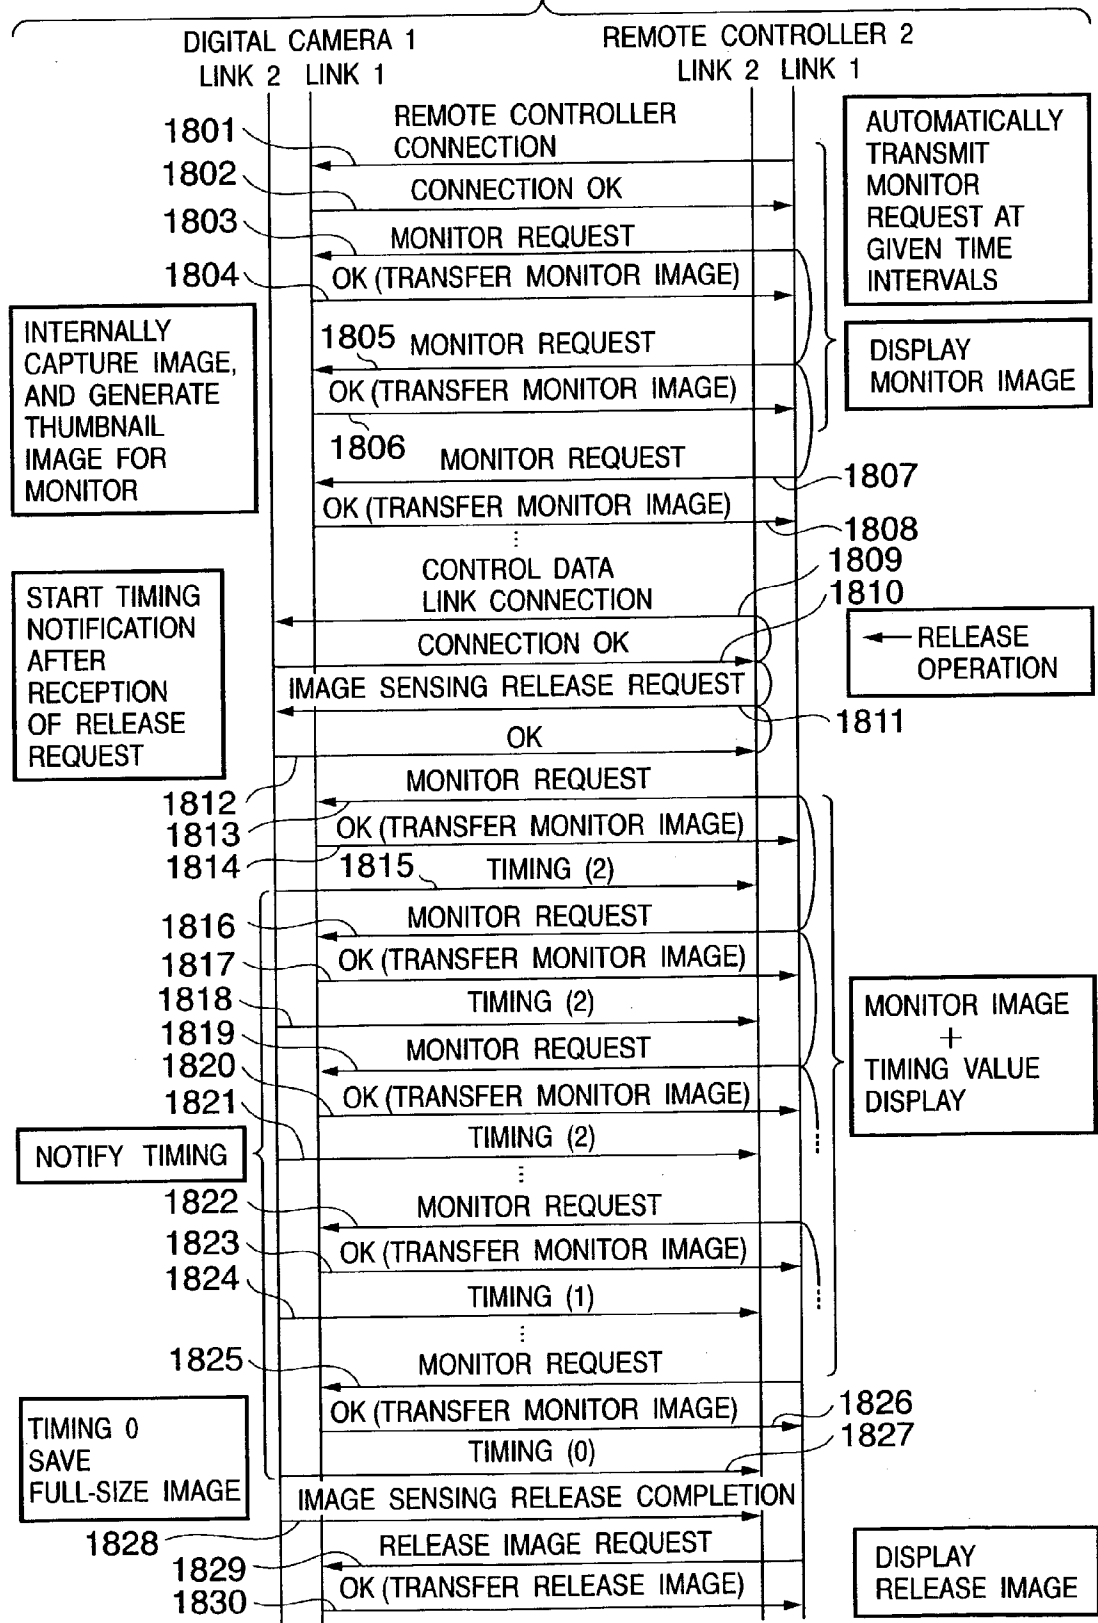 DIGITAL CAMERA 1
REMOTE CONTROLLER 2
LINK 2 LINK 1
LINK 2 LINK 1
1801
REMOTE CONTROLLER
CONNECTION
1802
CONNECTION OK
1803
MONITOR REQUEST
1804
OK (TRANSFER MONITOR IMAGE)
AUTOMATICALLY
TRANSMIT
MONITOR
REQUEST AT
GIVEN TIME
INTERVALS
INTERNALLY
CAPTURE IMAGE,
AND GENERATE
THUMBNAIL
IMAGE FOR
MONITOR
1805
MONITOR REQUEST
OK (TRANSFER MONITOR IMAGE)
1806
DISPLAY
MONITOR IMAGE
MONITOR REQUEST
1807
OK (TRANSFER MONITOR IMAGE)
1808
CONTROL DATA
LINK CONNECTION
1809
1810
CONNECTION OK
START TIMING
NOTIFICATION
AFTER
RECEPTION
OF RELEASE
REQUEST
RELEASE
OPERATION
IMAGE SENSING RELEASE REQUEST
1811
OK
1812
MONITOR REQUEST
1813
OK (TRANSFER MONITOR IMAGE)
1814
1815
TIMING (2)
1816
MONITOR REQUEST
1817
OK (TRANSFER MONITOR IMAGE)
1818
TIMING (2)
1819
MONITOR REQUEST
1820
OK (TRANSFER MONITOR IMAGE)
1821
TIMING (2)
MONITOR IMAGE
+
TIMING VALUE
DISPLAY
NOTIFY TIMING
1822
MONITOR REQUEST
1823
OK (TRANSFER MONITOR IMAGE)
1824
TIMING (1)
1825
MONITOR REQUEST
OK (TRANSFER MONITOR IMAGE)
1826
TIMING (0)
1827
TIMING 0
SAVE
FULL-SIZE IMAGE
IMAGE SENSING RELEASE COMPLETION
1828
RELEASE IMAGE REQUEST
1829
OK (TRANSFER RELEASE IMAGE)
1830
DISPLAY
RELEASE IMAGE